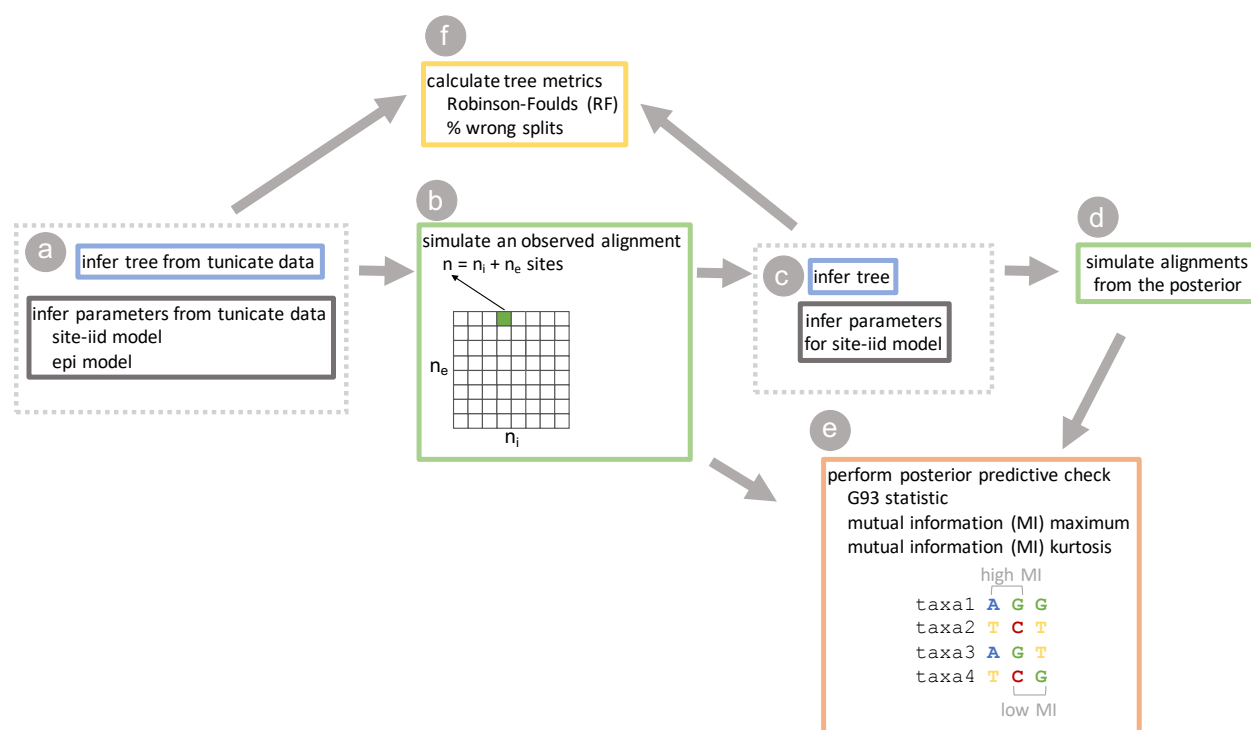 f
calculate tree metrics
Robinson-Foulds (RF)
% wrong splits
a
infer tree from tunicate data
infer parameters from tunicate data
site-iid model
epi model
b
simulate an observed alignment
n = nᵢ + nₑ sites
nₑ
nᵢ
c
infer tree
infer parameters
for site-iid model
d
simulate alignments
from the posterior
e
perform posterior predictive check
G93 statistic
mutual information (MI) maximum
mutual information (MI) kurtosis
high MI
taxa1 A G G
taxa2 T C T
taxa3 A G T
taxa4 T C G
low MI